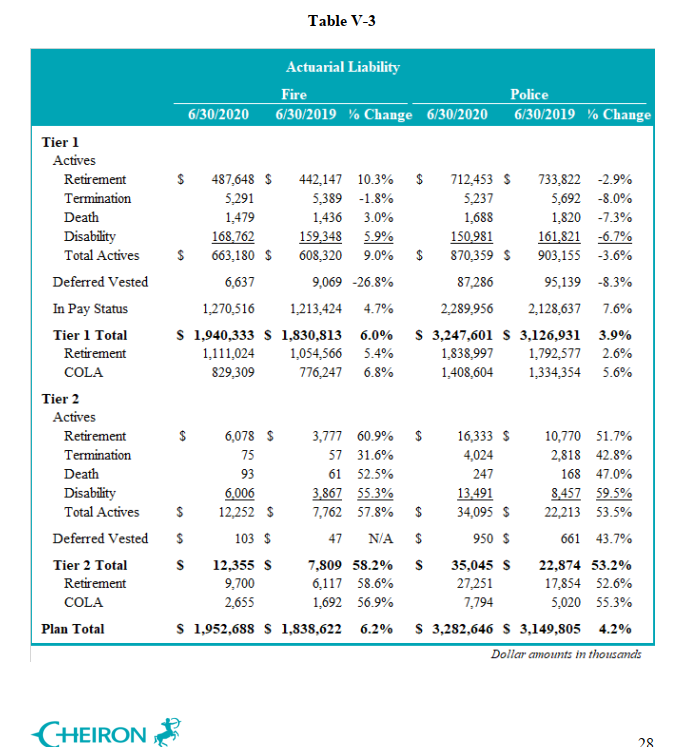 Table V-3
Actuarial Liability
Fire Police
6/30/2020 6/30/2019 % Change 6/30/2020 6/30/2019 % Change
Tier 1
Actives
Retirement $ 487,648 $ 442,147 10.3% $ 712,453 $ 733,822 -2.9%
Termination 5,291 5,389 -1.8% 5,237 5,692 -8.0%
Death 1,479 1,436 3.0% 1,688 1,820 -7.3%
Disability 168,762 159,348 5.9% 150,981 161,821 -6.7%
Total Actives $ 663,180 $ 608,320 9.0% $ 870,359 $ 903,155 -3.6%
Deferred Vested 6,637 9,069 -26.8% 87,286 95,139 -8.3%
In Pay Status 1,270,516 1,213,424 4.7% 2,289,956 2,128,637 7.6%
Tier 1 Total $ 1,940,333 $ 1,830,813 6.0% $ 3,247,601 $ 3,126,931 3.9%
Retirement 1,111,024 1,054,566 5.4% 1,838,997 1,792,577 2.6%
COLA 829,309 776,247 6.8% 1,408,604 1,334,354 5.6%
Tier 2
Actives
Retirement $ 6,078 $ 3,777 60.9% $ 16,333 $ 10,770 51.7%
Termination 75 57 31.6% 4,024 2,818 42.8%
Death 93 61 52.5% 247 168 47.0%
Disability 6,006 3,867 55.3% 13,491 8,457 59.5%
Total Actives $ 12,252 $ 7,762 57.8% $ 34,095 $ 22,213 53.5%
Deferred Vested $ 103 $ 47 N/A $ 950 $ 661 43.7%
Tier 2 Total $ 12,355 $ 7,809 58.2% $ 35,045 $ 22,874 53.2%
Retirement 9,700 6,117 58.6% 27,251 17,854 52.6%
COLA 2,655 1,692 56.9% 7,794 5,020 55.3%
Plan Total $ 1,952,688 $ 1,838,622 6.2% $ 3,282,646 $ 3,149,805 4.2%
Dollar amounts in thousands
CHEIRON
28